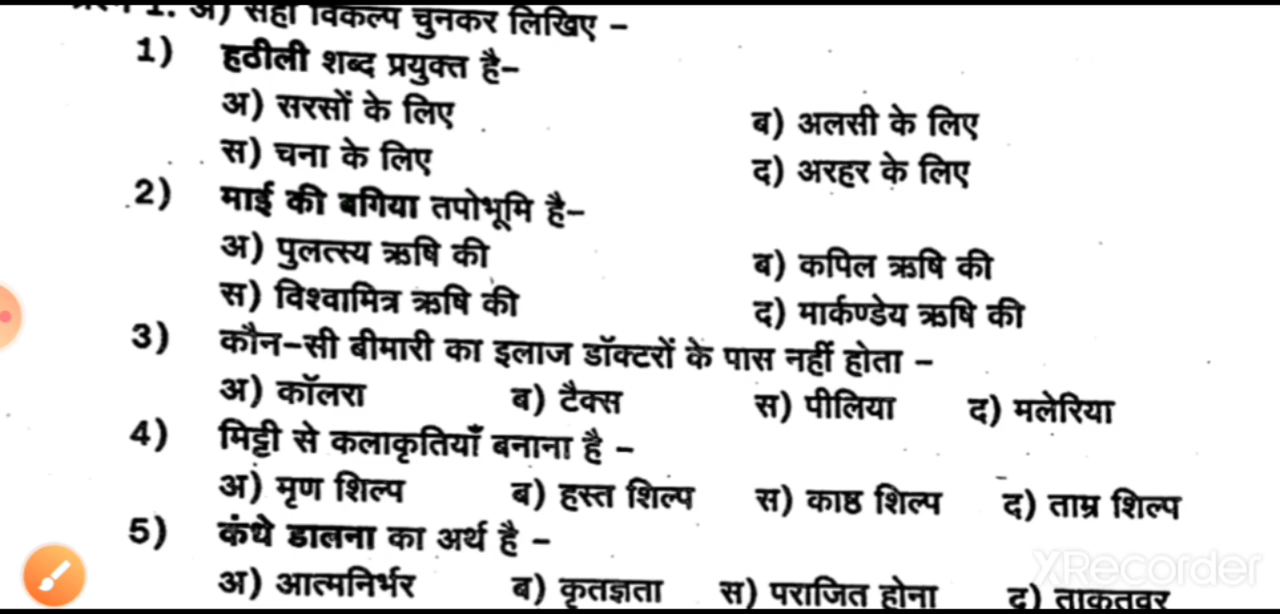 प्रश्न 1. अ) सही विकल्प चुनकर लिखिए –
1) हठीली शब्द प्रयुक्त है–
अ) सरसों के लिए ब) अलसी के लिए
स) चना के लिए द) अरहर के लिए
2) माई की बगिया तपोभूमि है–
अ) पुलत्स्य ऋषि की ब) कपिल ऋषि की
स) विश्वामित्र ऋषि की द) मार्कण्डेय ऋषि की
3) कौन–सी बीमारी का इलाज डॉक्टरों के पास नहीं होता –
अ) कॉलरा ब) टैक्स स) पीलिया द) मलेरिया
4) मिट्टी से कलाकृतियाँ बनाना है –
अ) मृण शिल्प ब) हस्त शिल्प स) काष्ठ शिल्प द) ताम्र शिल्प
5) कंधे डालना का अर्थ है –
अ) आत्मनिर्भर ब) कृतज्ञता स) पराजित होना द) ताकतवर
XRecorder